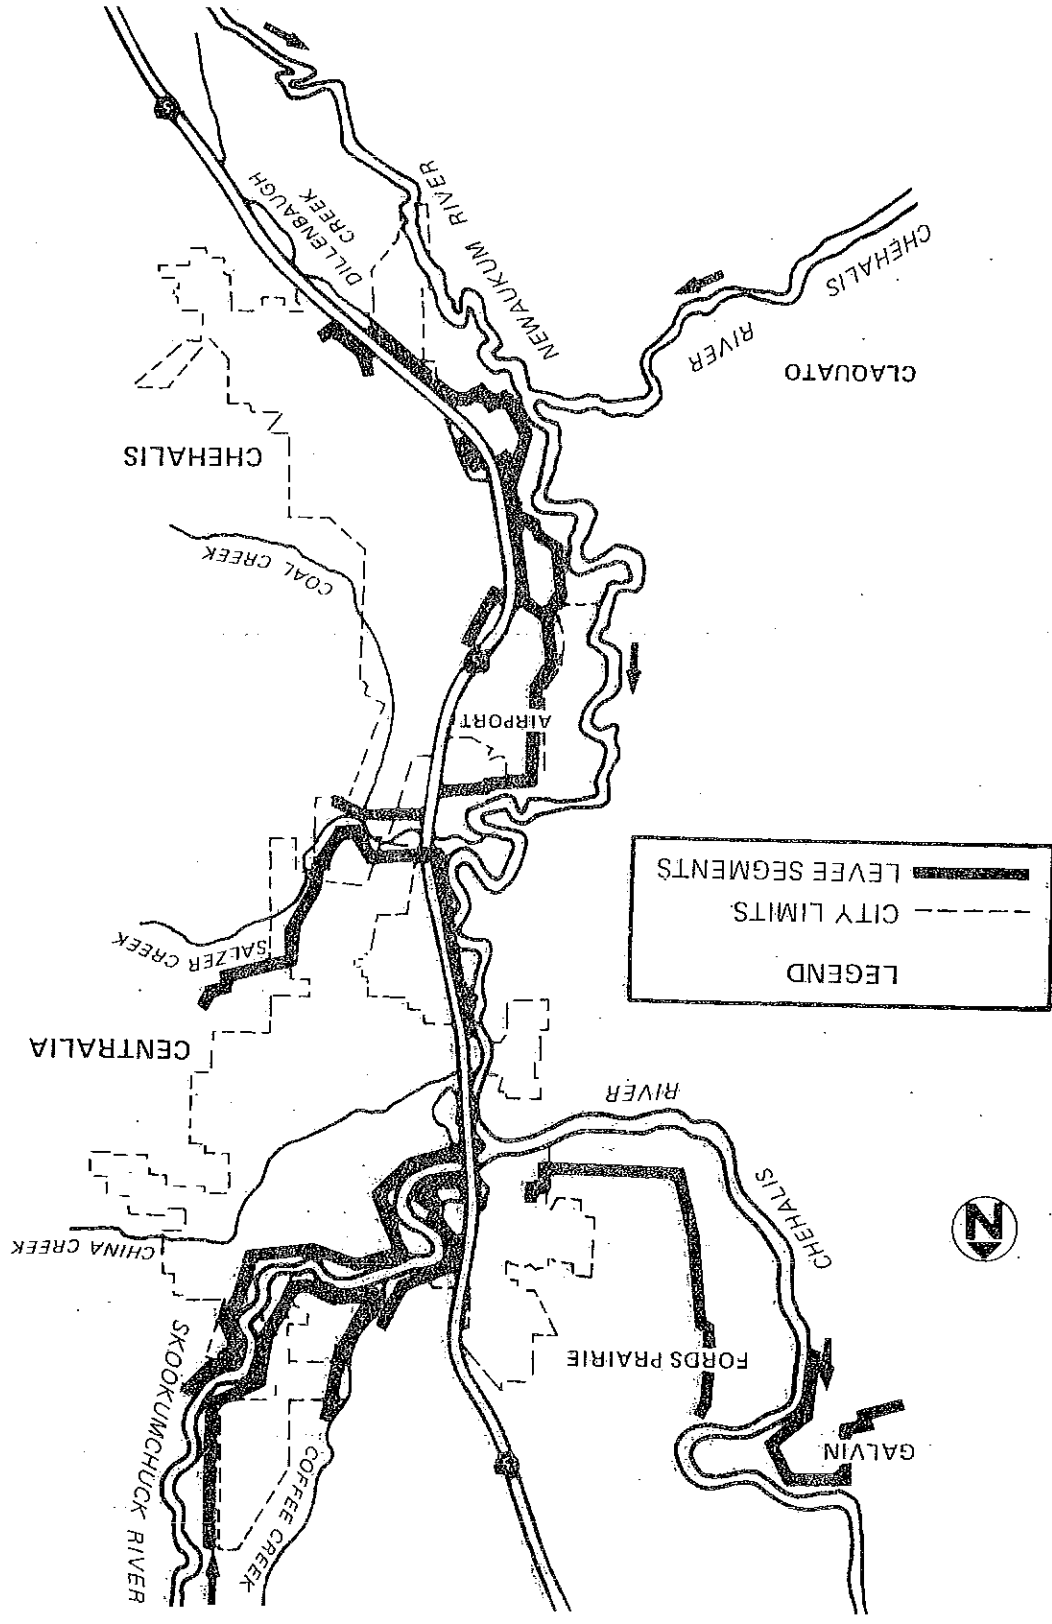 SKOOKUMCHUCK RIVER
COFFEE CREEK
GALVIN
FORDS PRAIRIE
CHINA CREEK
N
CHEHALIS
RIVER
CENTRALIA
SALZER CREEK
LEGEND
CITY LIMITS
LEVEE SEGMENTS
AIRPORT
COAL CREEK
CHEHALIS
CLAQUATO
CHEHALIS
RIVER
NEWAUKUM RIVER
DILLENBAUGH
CREEK